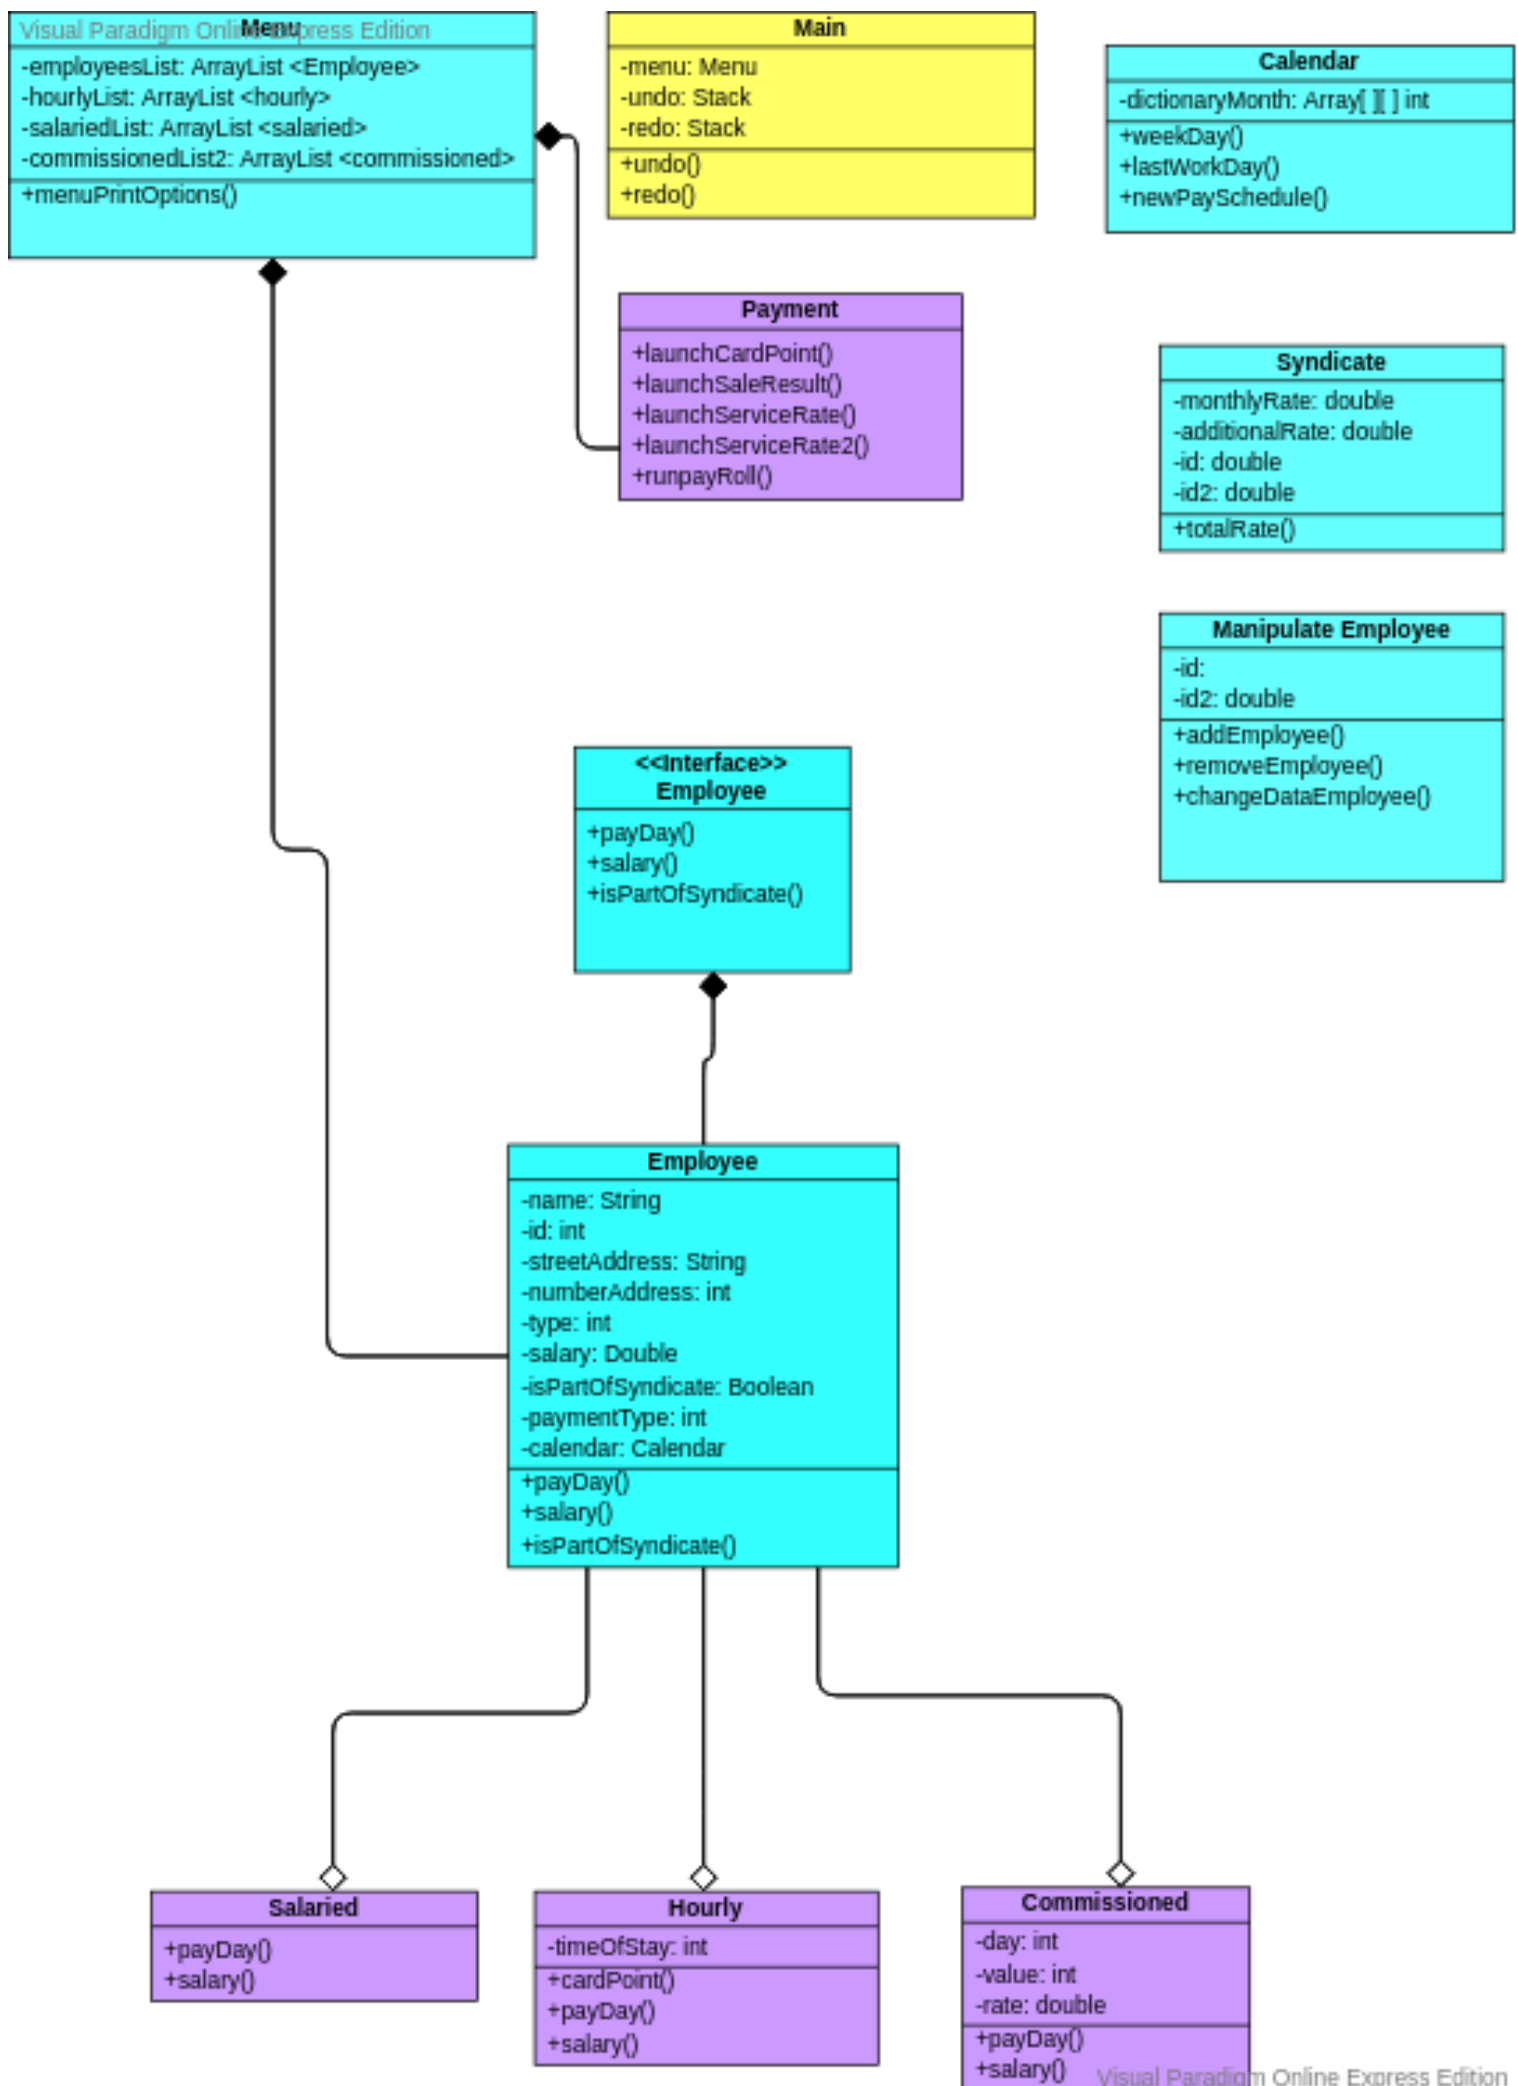 Visual Paradigm Online Express Edition
Menu
-employeesList: ArrayList <Employee>
-hourlyList: ArrayList <hourly>
-salariedList: ArrayList <salaried>
-commissionedList2: ArrayList <commissioned>
+menuPrintOptions()
Main
-menu: Menu
-undo: Stack
-redo: Stack
+undo()
+redo()
Calendar
-dictionaryMonth: Array[ ][ ] int
+weekDay()
+lastWorkDay()
+newPaySchedule()
Payment
+launchCardPoint()
+launchSaleResult()
+launchServiceRate()
+launchServiceRate2()
+runpayRoll()
Syndicate
-monthlyRate: double
-additionalRate: double
-id: double
-id2: double
+totalRate()
Manipulate Employee
-id:
-id2: double
+addEmployee()
+removeEmployee()
+changeDataEmployee()
<<Interface>>
Employee
+payDay()
+salary()
+isPartOfSyndicate()
Employee
-name: String
-id: int
-streetAddress: String
-numberAddress: int
-type: int
-salary: Double
-isPartOfSyndicate: Boolean
-paymentType: int
-calendar: Calendar
+payDay()
+salary()
+isPartOfSyndicate()
Salaried
+payDay()
+salary()
Hourly
-timeOfStay: int
+cardPoint()
+payDay()
+salary()
Commissioned
-day: int
-value: int
-rate: double
+payDay()
+salary()
Visual Paradigm Online Express Edition